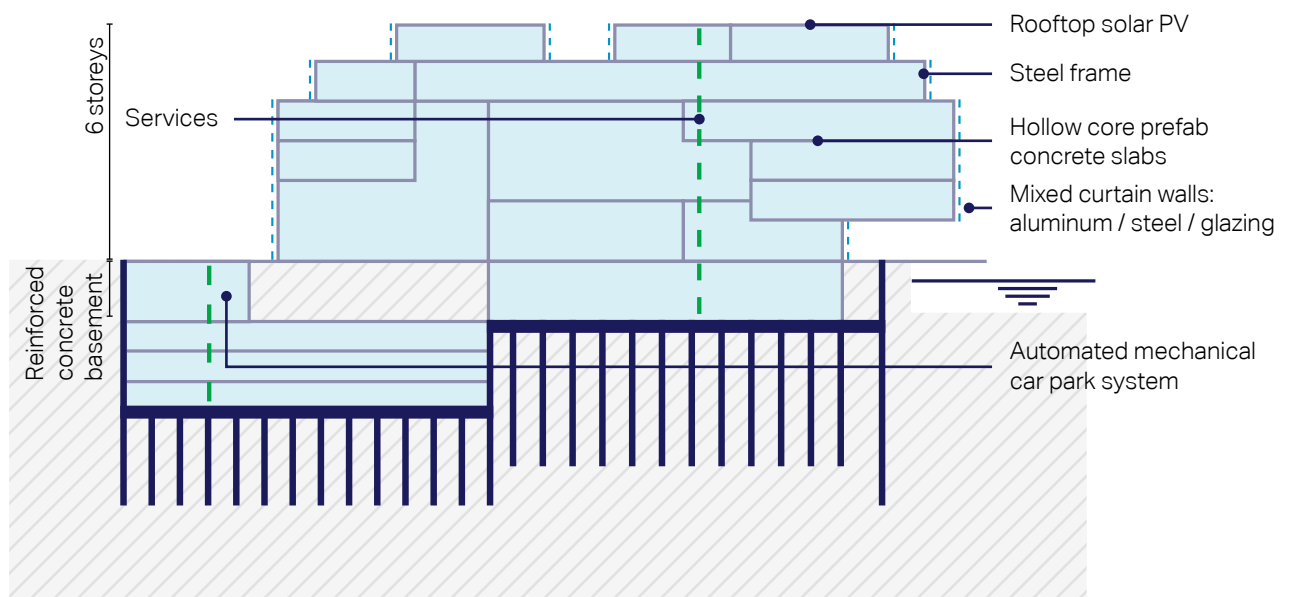 6 storeys
Services
Reinforced
concrete
basement
Rooftop solar PV
Steel frame
Hollow core prefab
concrete slabs
Mixed curtain walls:
aluminum / steel / glazing
Automated mechanical
car park system